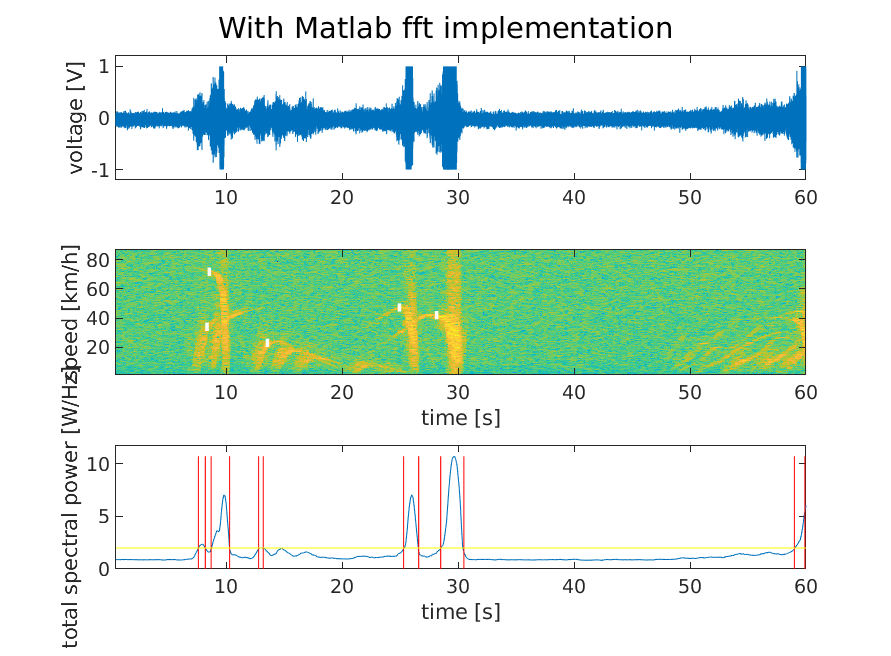 With Matlab fft implementation
voltage [V]
1
0
-1
10 20 30 40 50 60
speed [km/h]
80
60
40
20
10 20 30 40 50 60
time [s]
total spectral power [W/Hz]
10
5
0
10 20 30 40 50 60
time [s]